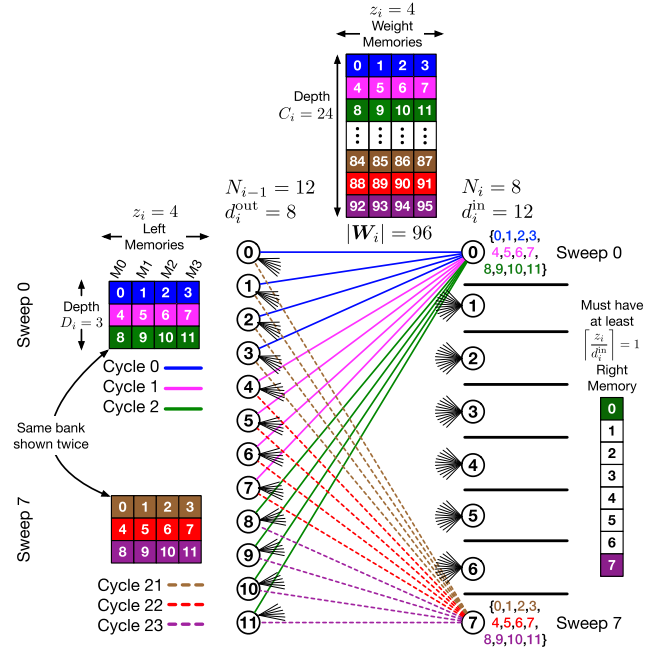 z_i = 4
Weight
Memories
0 1 2 3
4 5 6 7
8 9 10 11
⋮ ⋮ ⋮ ⋮
84 85 86 87
88 89 90 91
92 93 94 95
Depth
C_i = 24
|W_i| = 96
N_{i-1} = 12
d_i^out = 8
N_i = 8
d_i^in = 12
z_i = 4
Left
Memories
M0 M1 M2 M3
Sweep 0
Depth
D_i = 3
0 1 2 3
4 5 6 7
8 9 10 11
Cycle 0
Cycle 1
Cycle 2
Same bank
shown twice
Sweep 7
0 1 2 3
4 5 6 7
8 9 10 11
Cycle 21
Cycle 22
Cycle 23
0
1
2
3
4
5
6
7
8
9
10
11
0
1
2
3
4
5
6
7
{0,1,2,3,
4,5,6,7,
8,9,10,11}
Sweep 0
{0,1,2,3,
4,5,6,7,
8,9,10,11}
Sweep 7
Must have
at least
⌈z_i / d_i^in⌉ = 1
Right
Memory
0
1
2
3
4
5
6
7